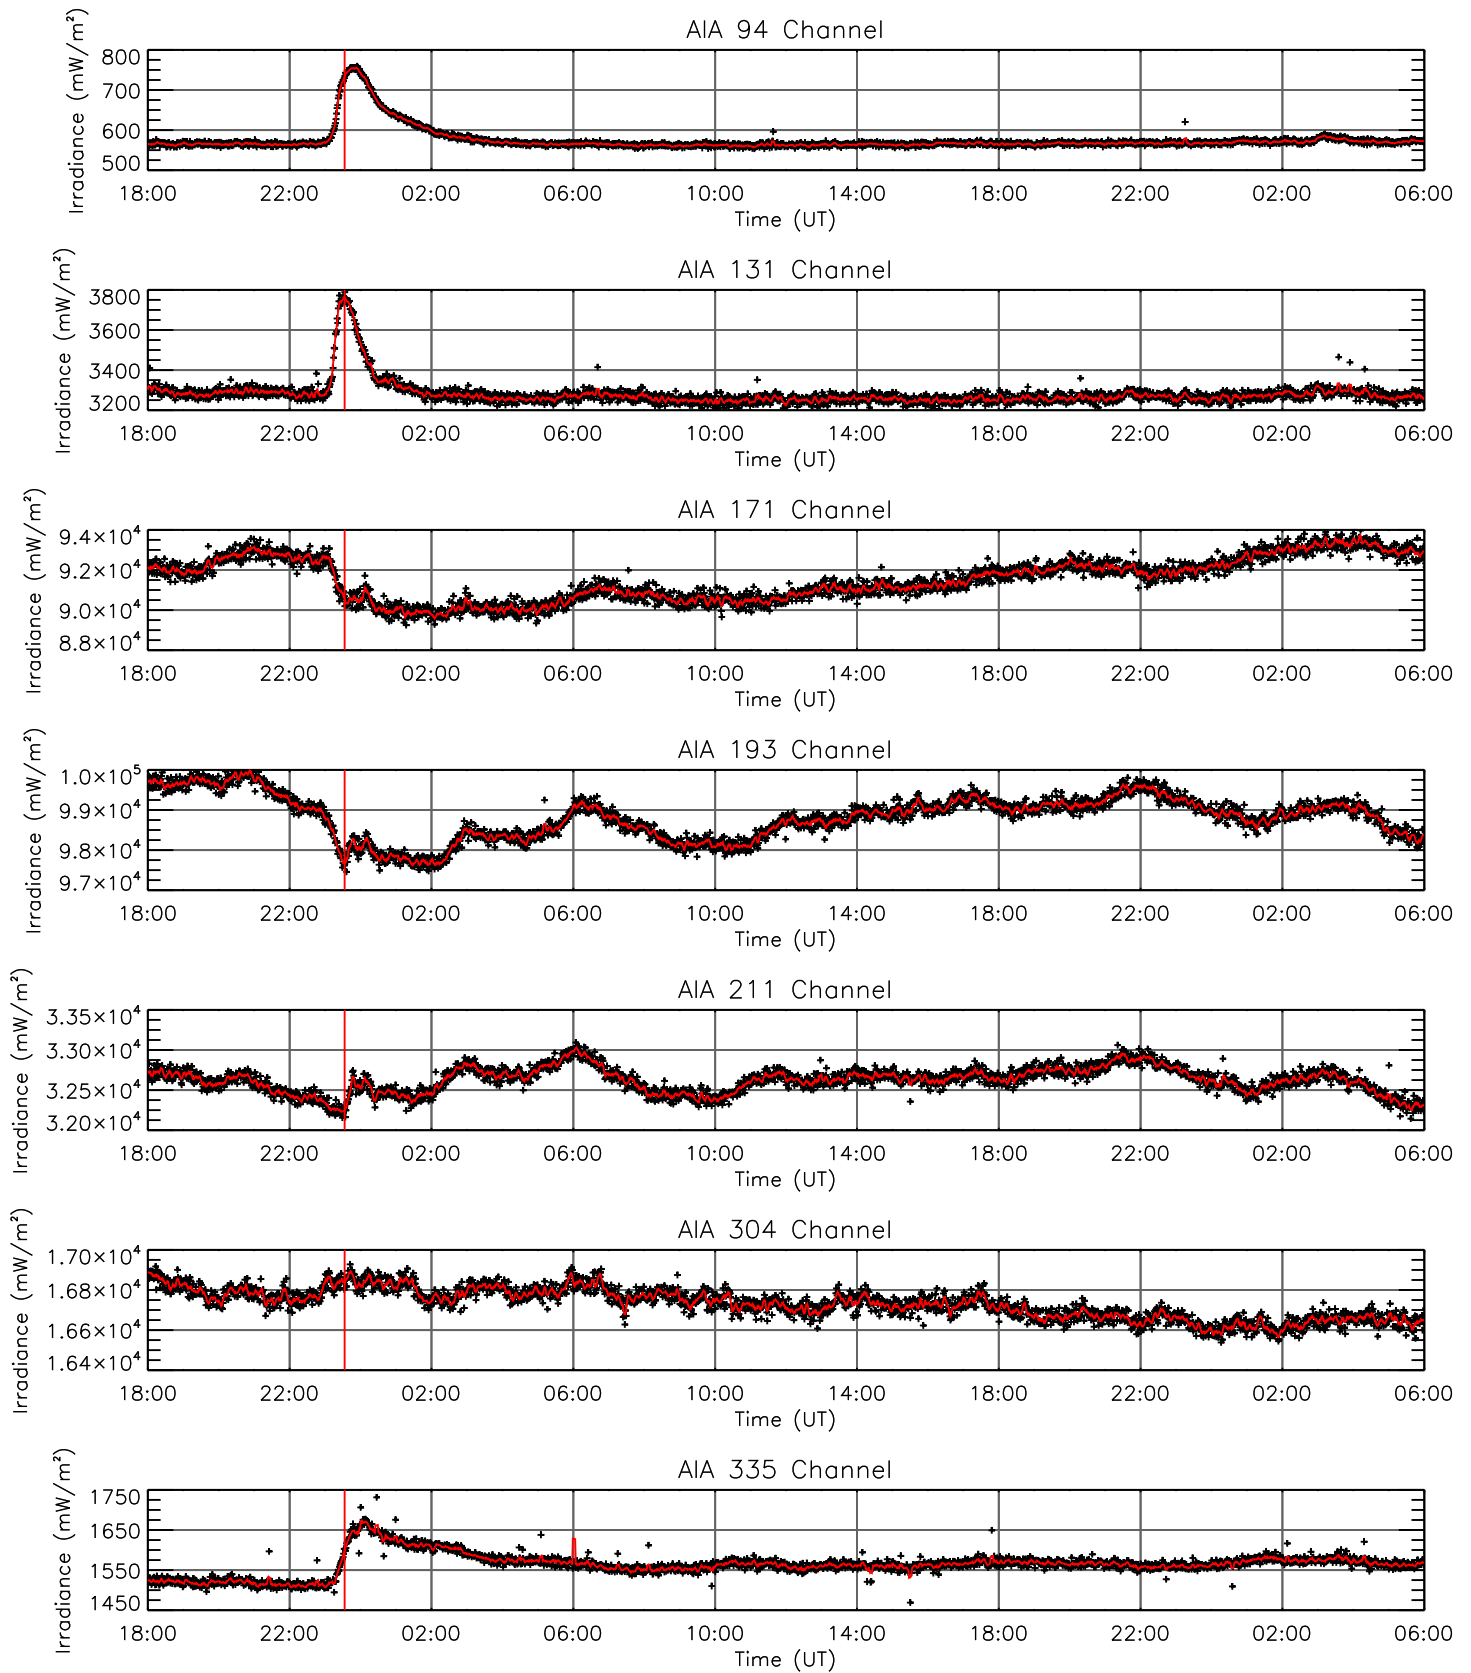 AIA 94 Channel
Irradiance (mW/m²)
800
700
600
500
18:00 22:00 02:00 06:00 10:00 14:00 18:00 22:00 02:00 06:00
Time (UT)
AIA 131 Channel
Irradiance (mW/m²)
3800
3600
3400
3200
18:00 22:00 02:00 06:00 10:00 14:00 18:00 22:00 02:00 06:00
Time (UT)
AIA 171 Channel
Irradiance (mW/m²)
9.4×10⁴
9.2×10⁴
9.0×10⁴
8.8×10⁴
18:00 22:00 02:00 06:00 10:00 14:00 18:00 22:00 02:00 06:00
Time (UT)
AIA 193 Channel
Irradiance (mW/m²)
1.0×10⁵
9.9×10⁴
9.8×10⁴
9.7×10⁴
18:00 22:00 02:00 06:00 10:00 14:00 18:00 22:00 02:00 06:00
Time (UT)
AIA 211 Channel
Irradiance (mW/m²)
3.35×10⁴
3.30×10⁴
3.25×10⁴
3.20×10⁴
18:00 22:00 02:00 06:00 10:00 14:00 18:00 22:00 02:00 06:00
Time (UT)
AIA 304 Channel
Irradiance (mW/m²)
1.70×10⁴
1.68×10⁴
1.66×10⁴
1.64×10⁴
18:00 22:00 02:00 06:00 10:00 14:00 18:00 22:00 02:00 06:00
Time (UT)
AIA 335 Channel
Irradiance (mW/m²)
1750
1650
1550
1450
18:00 22:00 02:00 06:00 10:00 14:00 18:00 22:00 02:00 06:00
Time (UT)